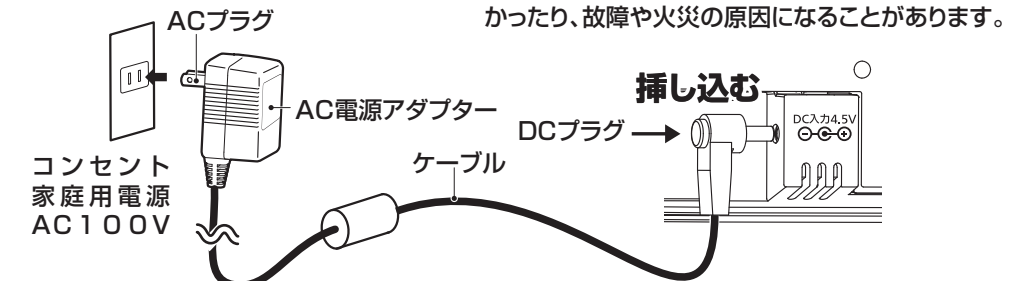 かったり、故障や火災の原因になることがあります。
ACプラグ
挿し込む
AC電源アダプター
DCプラグ
DC入力4.5V
ケーブル
コンセント
家庭用電源
AC100V